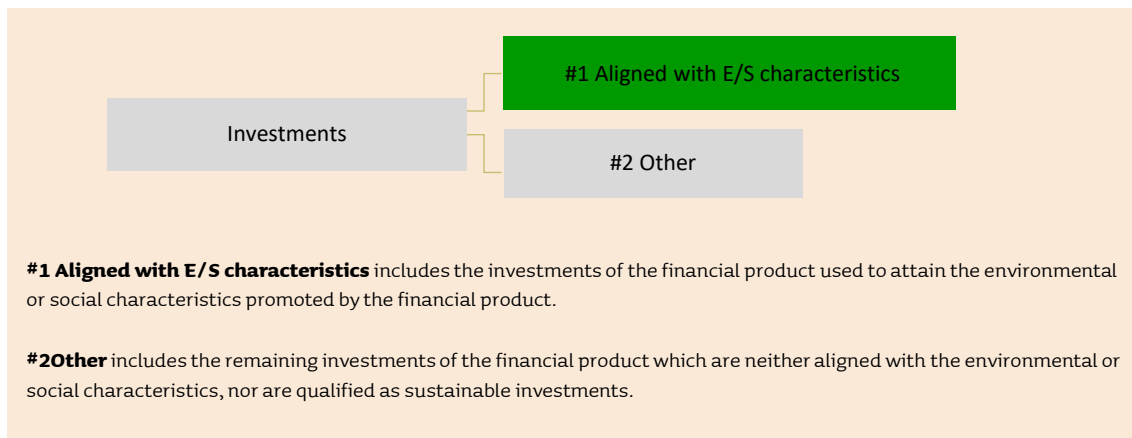 #1 Aligned with E/S characteristics
Investments
#2 Other
#1 Aligned with E/S characteristics includes the investments of the financial product used to attain the environmental
or social characteristics promoted by the financial product.
#2Other includes the remaining investments of the financial product which are neither aligned with the environmental or
social characteristics, nor are qualified as sustainable investments.